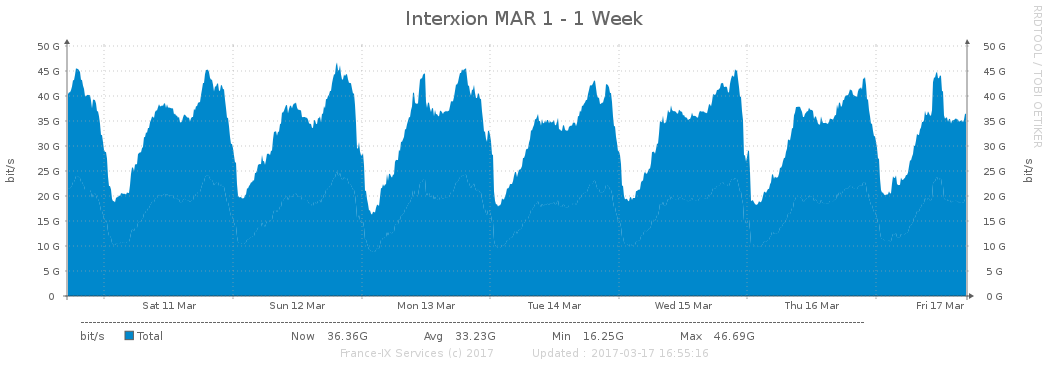 Interxion MAR 1 - 1 Week
RRDTOOL / TOBI OETIKER
50 G 50 G
45 G 45 G
40 G 40 G
35 G 35 G
30 G 30 G
25 G 25 G
20 G 20 G
15 G 15 G
10 G 10 G
5 G 5 G
0 0 G
bit/s bit/s
Sat 11 Mar Sun 12 Mar Mon 13 Mar Tue 14 Mar Wed 15 Mar Thu 16 Mar Fri 17 Mar
bit/s Total Now 36.36G Avg 33.23G Min 16.25G Max 46.69G
France-IX Services (c) 2017 Updated : 2017-03-17 16:55:16